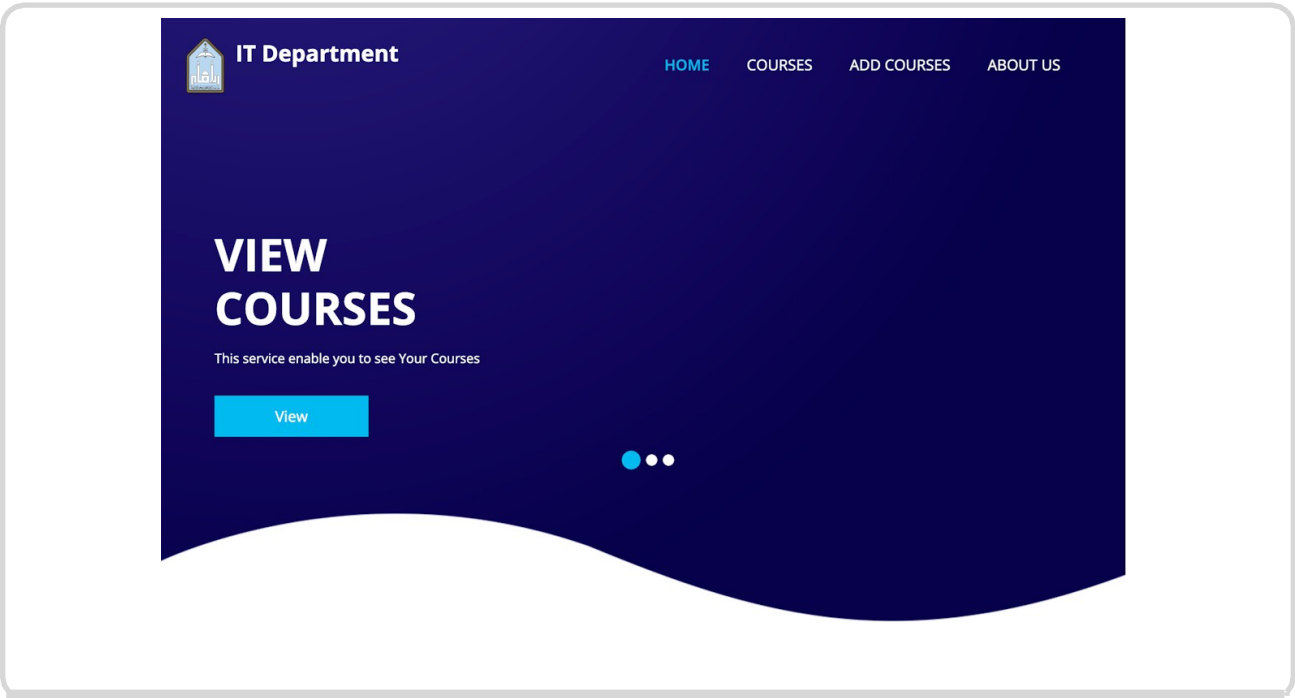 IT Department
HOME COURSES ADD COURSES ABOUT US
VIEW
COURSES
This service enable you to see Your Courses
View